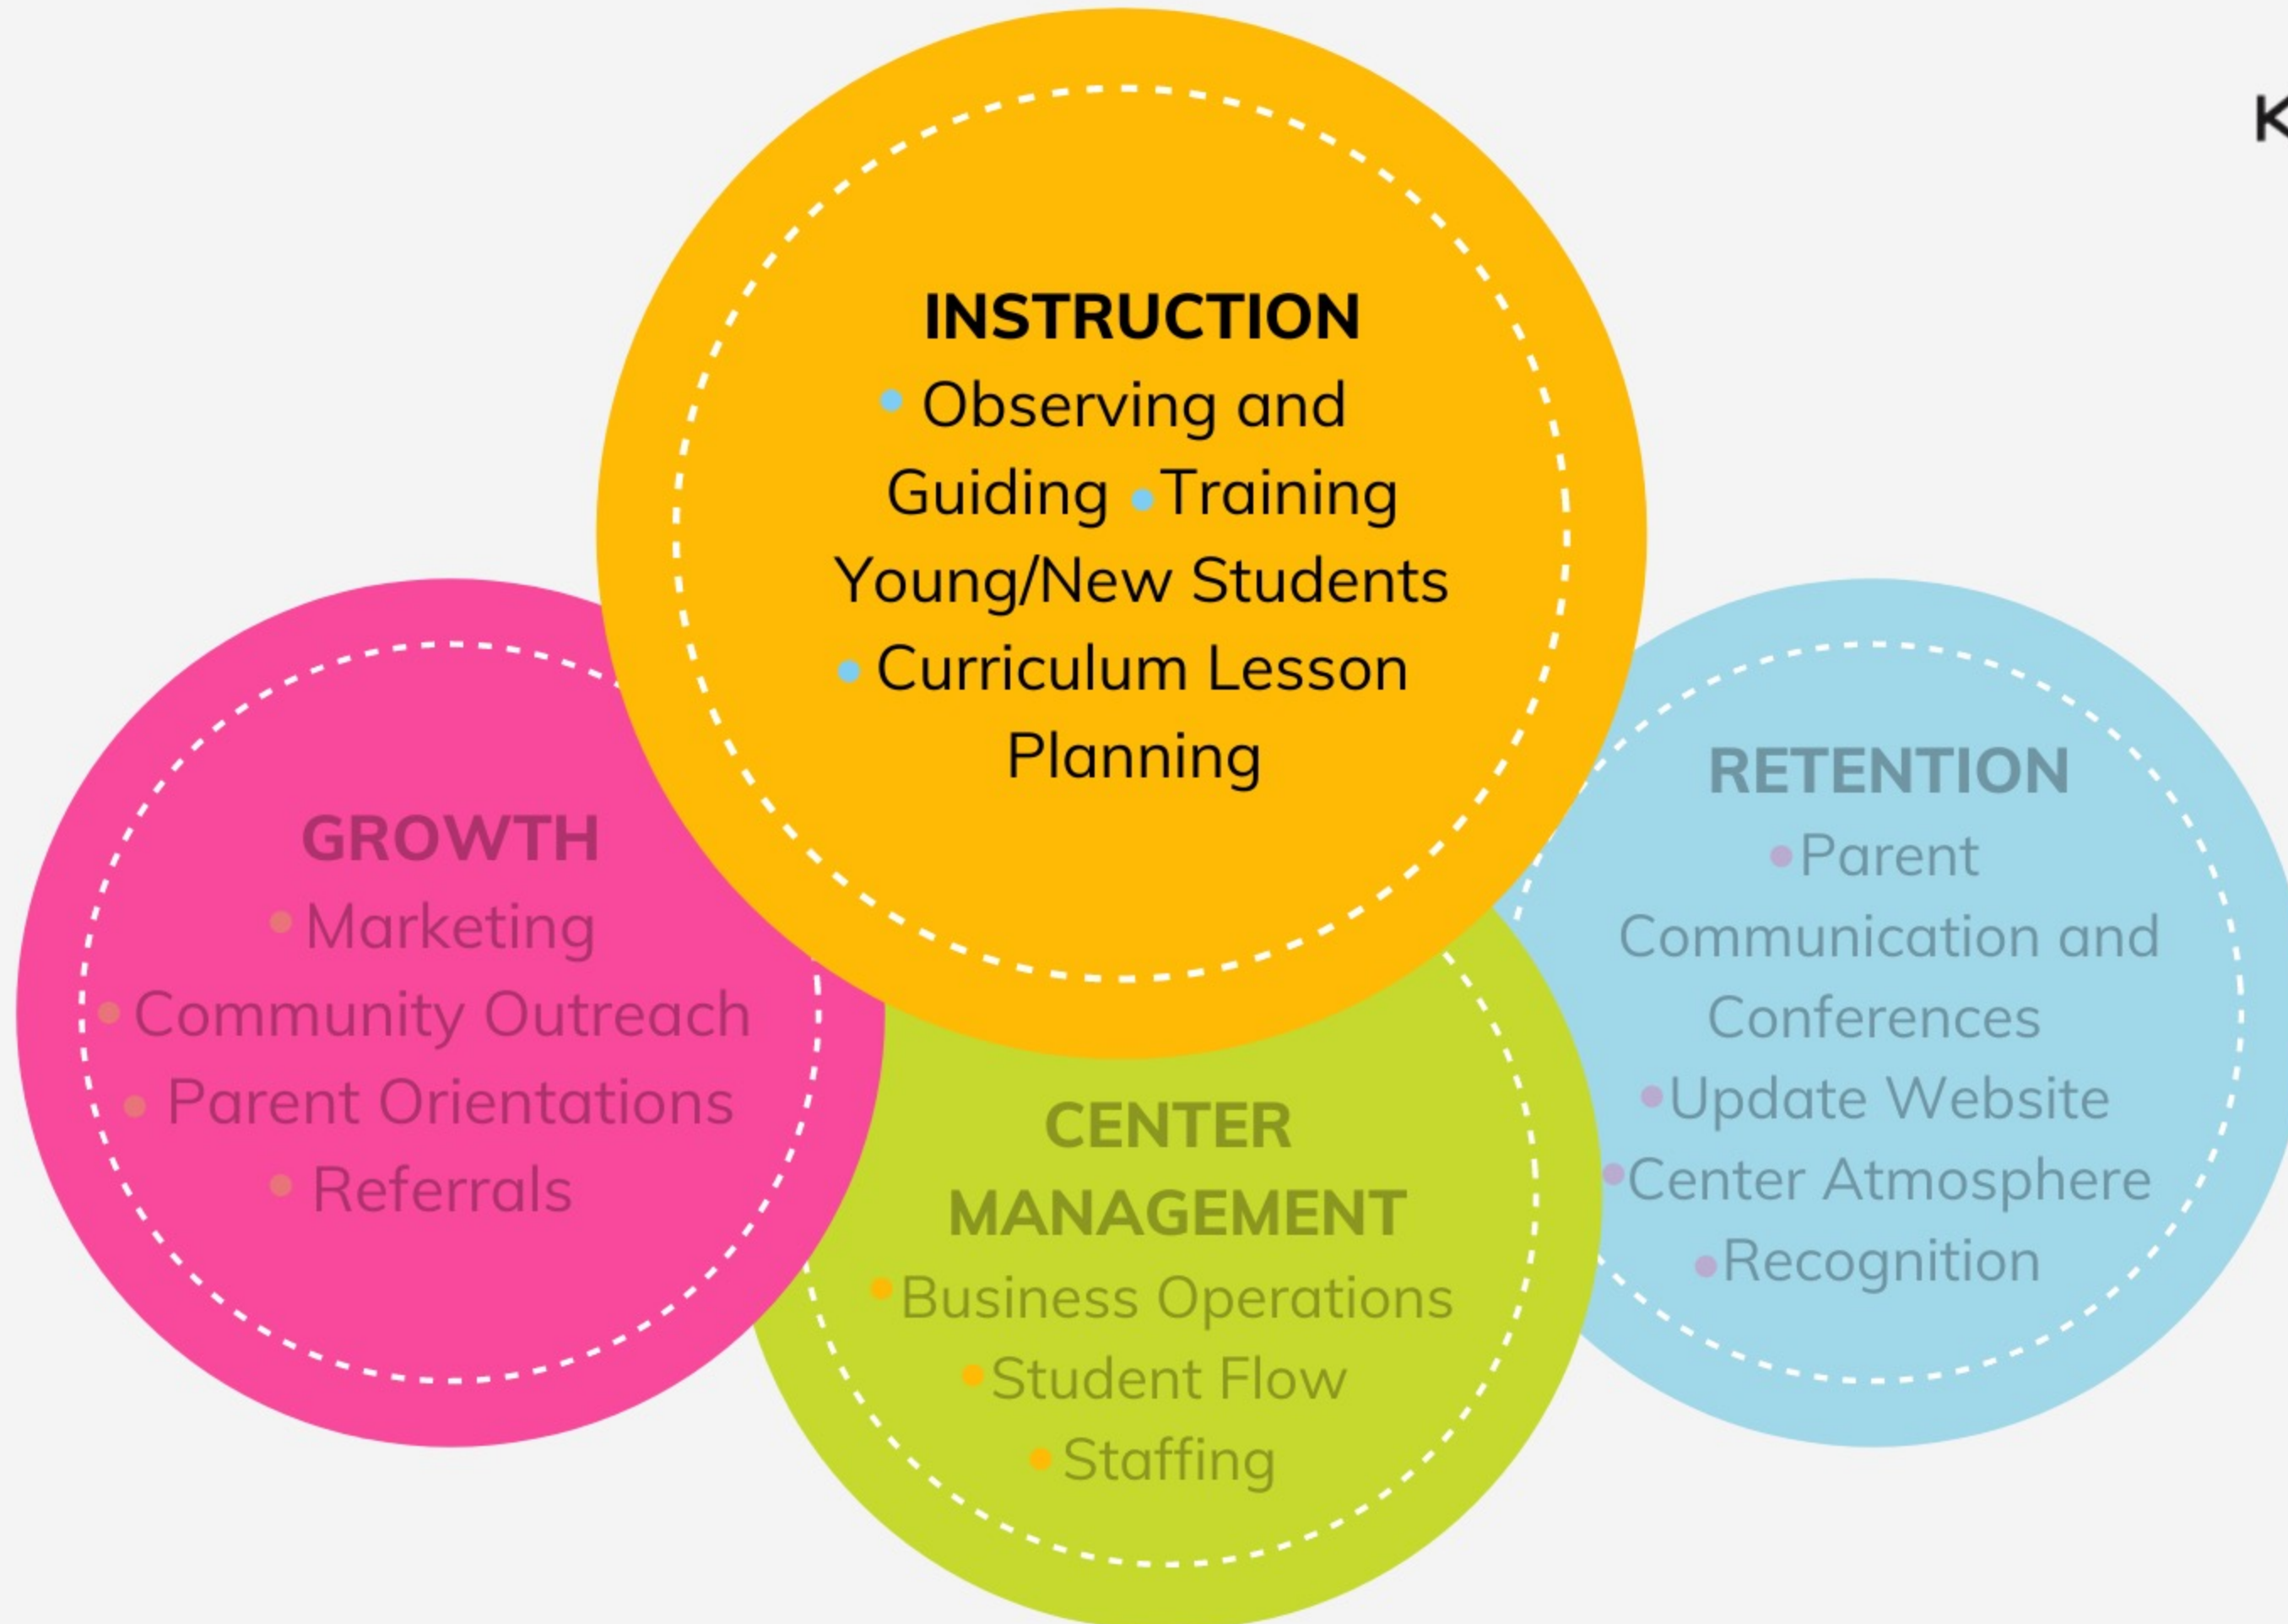 K
INSTRUCTION
• Observing and
Guiding • Training
Young/New Students
• Curriculum Lesson
Planning
GROWTH
• Marketing
• Community Outreach
• Parent Orientations
• Referrals
CENTER
MANAGEMENT
• Business Operations
• Student Flow
• Staffing
RETENTION
• Parent
Communication and
Conferences
• Update Website
• Center Atmosphere
• Recognition